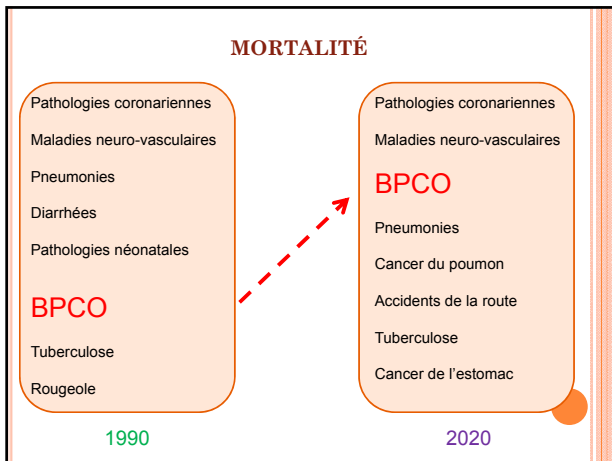 MORTALITÉ
Pathologies coronariennes
Maladies neuro-vasculaires
Pneumonies
Diarrhées
Pathologies néonatales
BPCO
Tuberculose
Rougeole
1990
Pathologies coronariennes
Maladies neuro-vasculaires
BPCO
Pneumonies
Cancer du poumon
Accidents de la route
Tuberculose
Cancer de l'estomac
2020